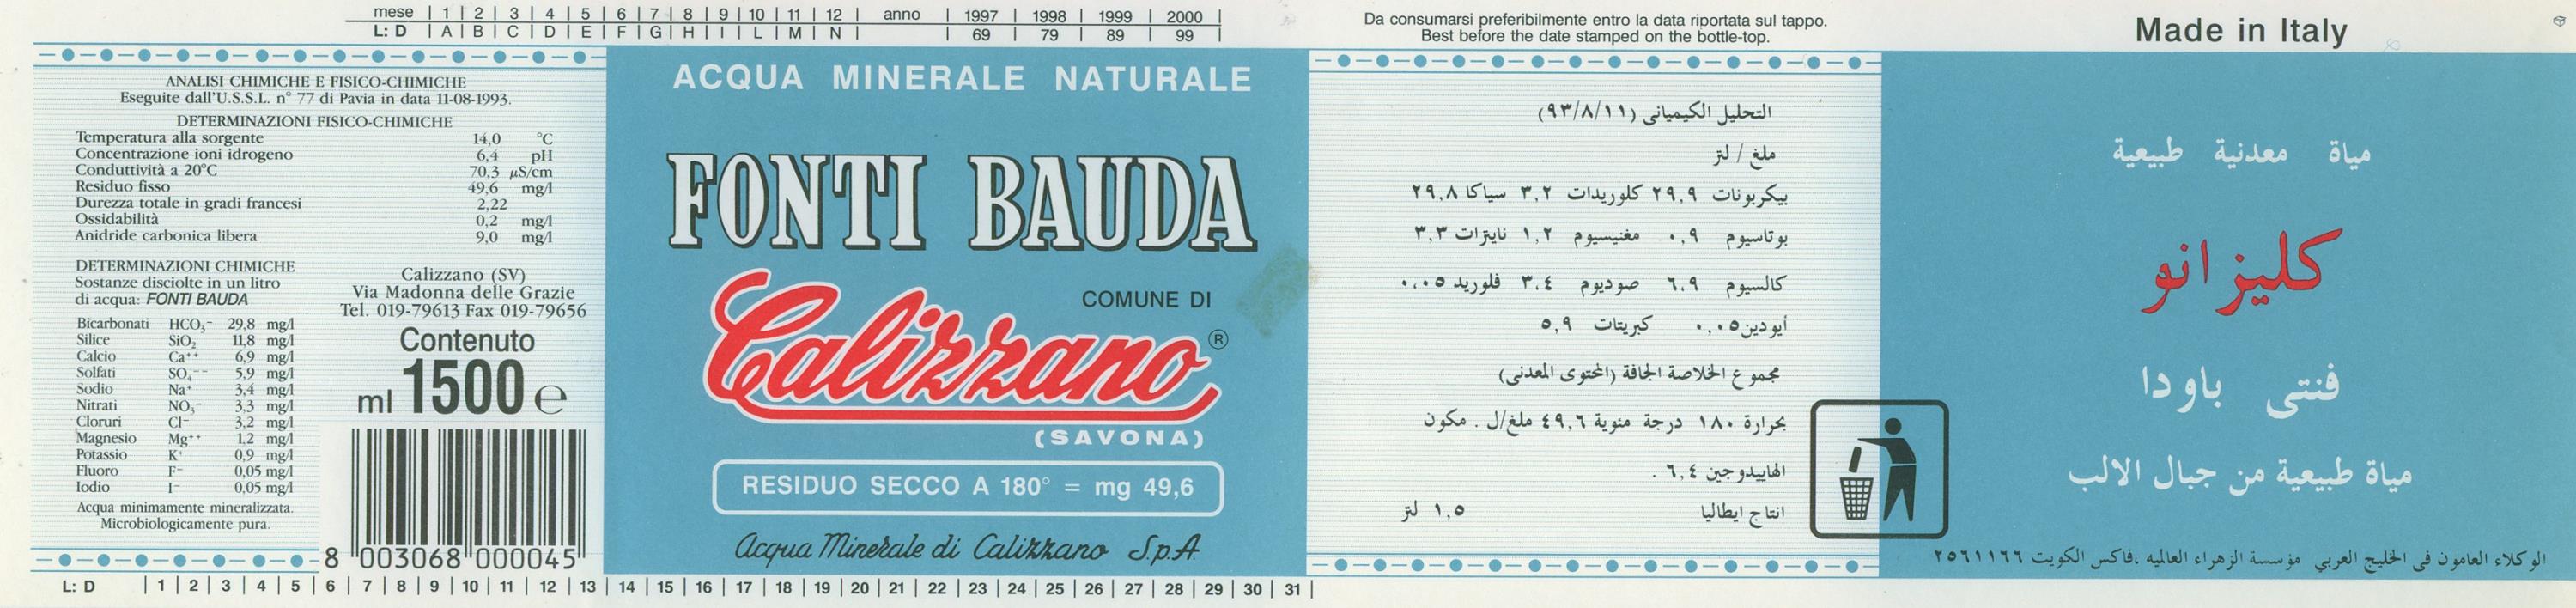 mese | 1 | 2 | 3 | 4 | 5 | 6 | 7 | 8 | 9 | 10 | 11 | 12 | anno | 1997 | 1998 | 1999 | 2000 |
L: D | A | B | C | D | E | F | G | H | I | L | M | N | | 69 | 79 | 89 | 99 |
ANALISI CHIMICHE E FISICO-CHIMICHE
Eseguite dall'U.S.S.L. n° 77 di Pavia in data 11-08-1993.
DETERMINAZIONI FISICO-CHIMICHE
Temperatura alla sorgente 14,0 °C
Concentrazione ioni idrogeno 6,4 pH
Conduttività a 20°C 70,3 µS/cm
Residuo fisso 49,6 mg/l
Durezza totale in gradi francesi 2,22
Ossidabilità 0,2 mg/l
Anidride carbonica libera 9,0 mg/l
DETERMINAZIONI CHIMICHE
Sostanze disciolte in un litro
di acqua: FONTI BAUDA
Bicarbonati HCO₃⁻ 29,8 mg/l
Silice SiO₂ 11,8 mg/l
Calcio Ca⁺⁺ 6,9 mg/l
Solfati SO₄⁻⁻ 5,9 mg/l
Sodio Na⁺ 3,4 mg/l
Nitrati NO₃⁻ 3,3 mg/l
Cloruri Cl⁻ 3,2 mg/l
Magnesio Mg⁺⁺ 1,2 mg/l
Potassio K⁺ 0,9 mg/l
Fluoro F⁻ 0,05 mg/l
Iodio I⁻ 0,05 mg/l
Acqua minimamente mineralizzata.
Microbiologicamente pura.
Calizzano (SV)
Via Madonna delle Grazie
Tel. 019-79613 Fax 019-79656
Contenuto
ml 1500 ℮
8 003068 000045
L: D | 1 | 2 | 3 | 4 | 5 | 6 | 7 | 8 | 9 | 10 | 11 | 12 | 13 | 14 | 15 | 16 | 17 | 18 | 19 | 20 | 21 | 22 | 23 | 24 | 25 | 26 | 27 | 28 | 29 | 30 | 31 |
ACQUA MINERALE NATURALE
FONTI BAUDA
COMUNE DI
Calizzano ®
(SAVONA)
RESIDUO SECCO A 180° = mg 49,6
Acqua Minerale di Calizzano S.p.A.
Da consumarsi preferibilmente entro la data riportata sul tappo.
Best before the date stamped on the bottle-top.
التحليل الكيميائى (٩٣/٨/١١)
ملغ / لتر
بيكربونات ٢٩,٩ كلوريدات ٣,٢ سياكا ٢٩,٨
بوتاسيوم ٠,٩ مغنيسيوم ١,٢ نايترات ٣,٣
كالسيوم ٦,٩ صوديوم ٣,٤ فلوريد ٠,٠٥
أيودين ٠,٠٥ كبريتات ٥,٩
مجموع الخلاصة الجافة (المحتوى المعدنى)
بحرارة ١٨٠ درجة مئوية ٤٩,٦ ملغ/ل . مكون
الهايدروجين ٦,٤ .
انتاج ايطاليا ١,٥ لتر
Made in Italy
مياة معدنية طبيعية
كليزانو
فنتى باودا
مياة طبيعية من جبال الالب
الوكلاء العامون فى الخليج العربي مؤسسة الزهراء العالميه ،فاكس الكويت ٢٥٦١١٦٦